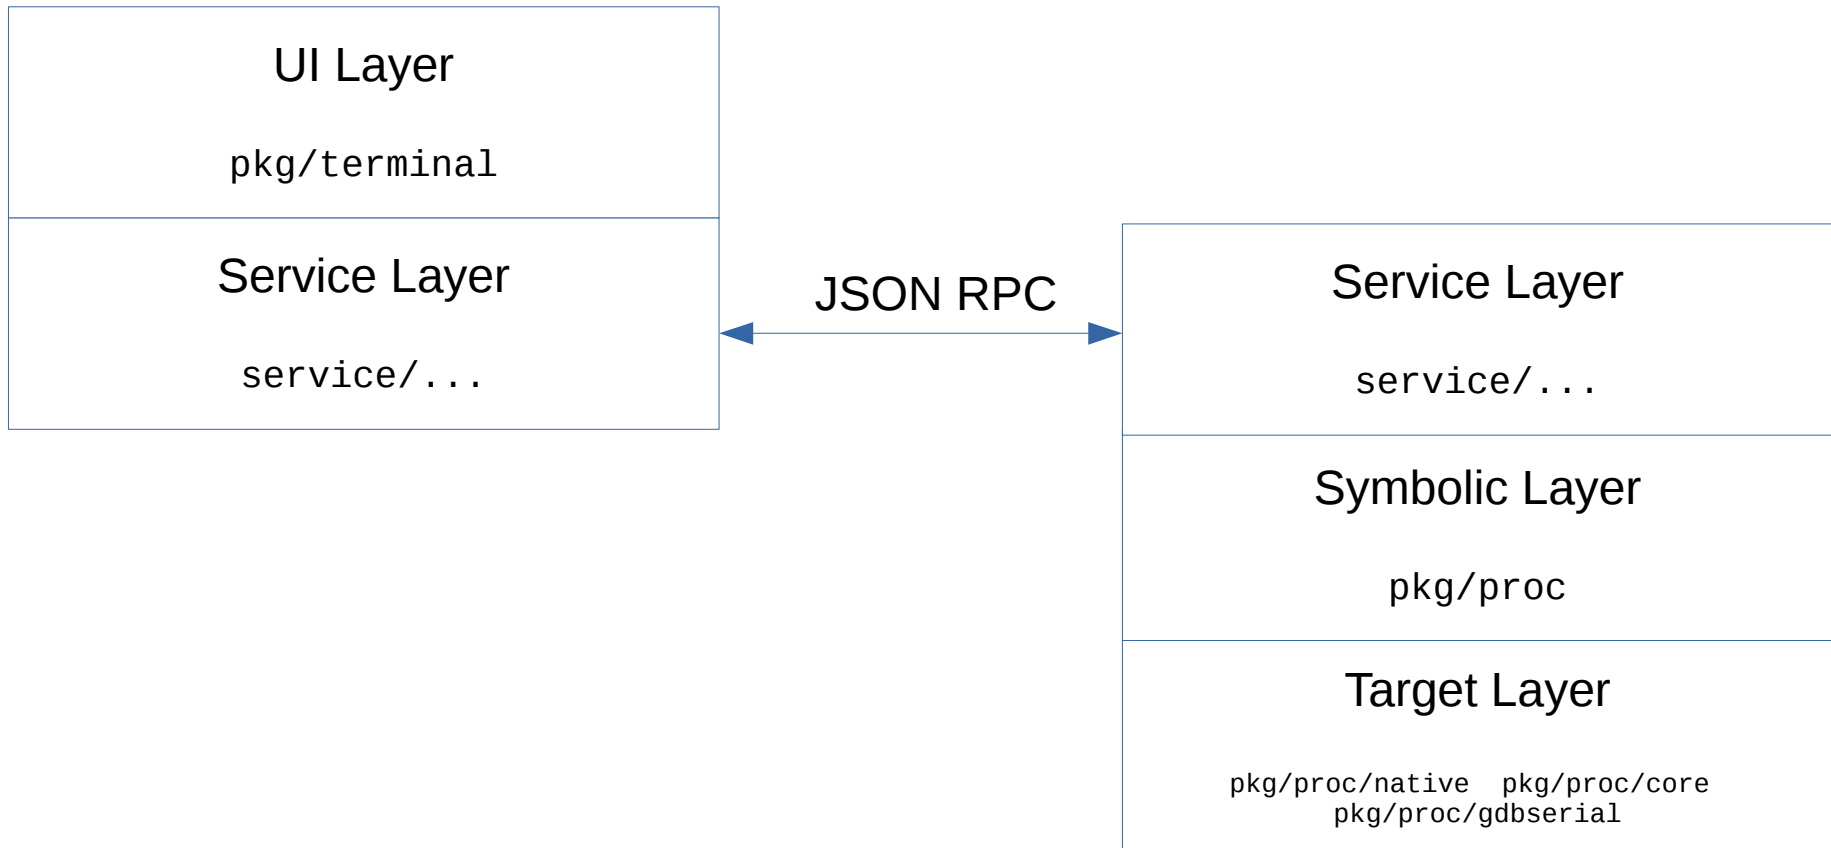 UI Layer
pkg/terminal
Service Layer
service/...
JSON RPC
Service Layer
service/...
Symbolic Layer
pkg/proc
Target Layer
pkg/proc/native pkg/proc/core
pkg/proc/gdbserial